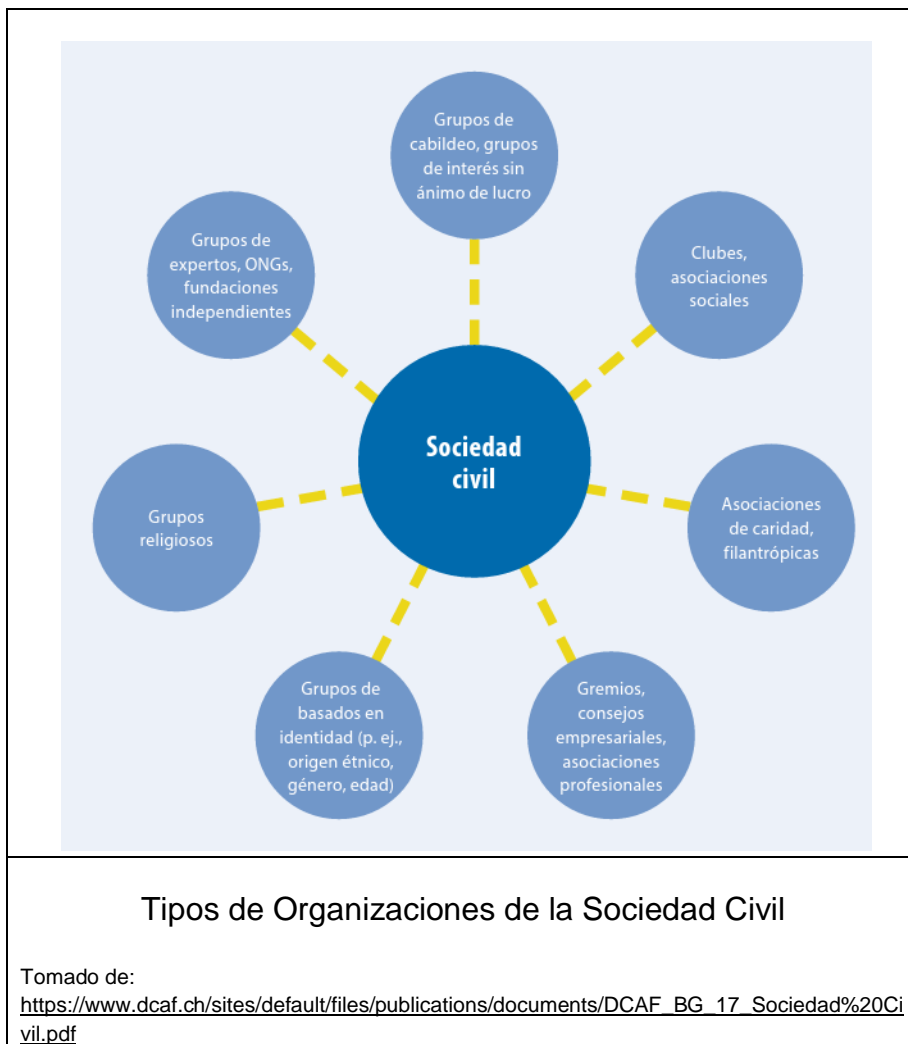 Grupos de
cabildeo, grupos
de interés sin
ánimo de lucro
Grupos de
expertos, ONGs,
fundaciones
independientes
Clubes,
asociaciones
sociales
Sociedad
civil
Grupos
religiosos
Asociaciones
de caridad,
filantrópicas
Grupos de
basados en
identidad (p. ej.,
origen étnico,
género, edad)
Gremios,
consejos
empresariales,
asociaciones
profesionales
Tipos de Organizaciones de la Sociedad Civil
Tomado de:
https://www.dcaf.ch/sites/default/files/publications/documents/DCAF_BG_17_Sociedad%20Ci
vil.pdf